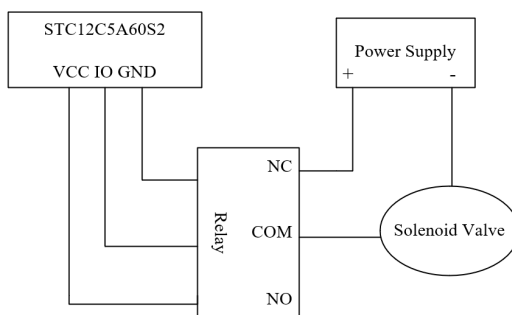 STC12C5A60S2
VCC IO GND
Power Supply
+ -
NC
Relay
COM
Solenoid Valve
NO